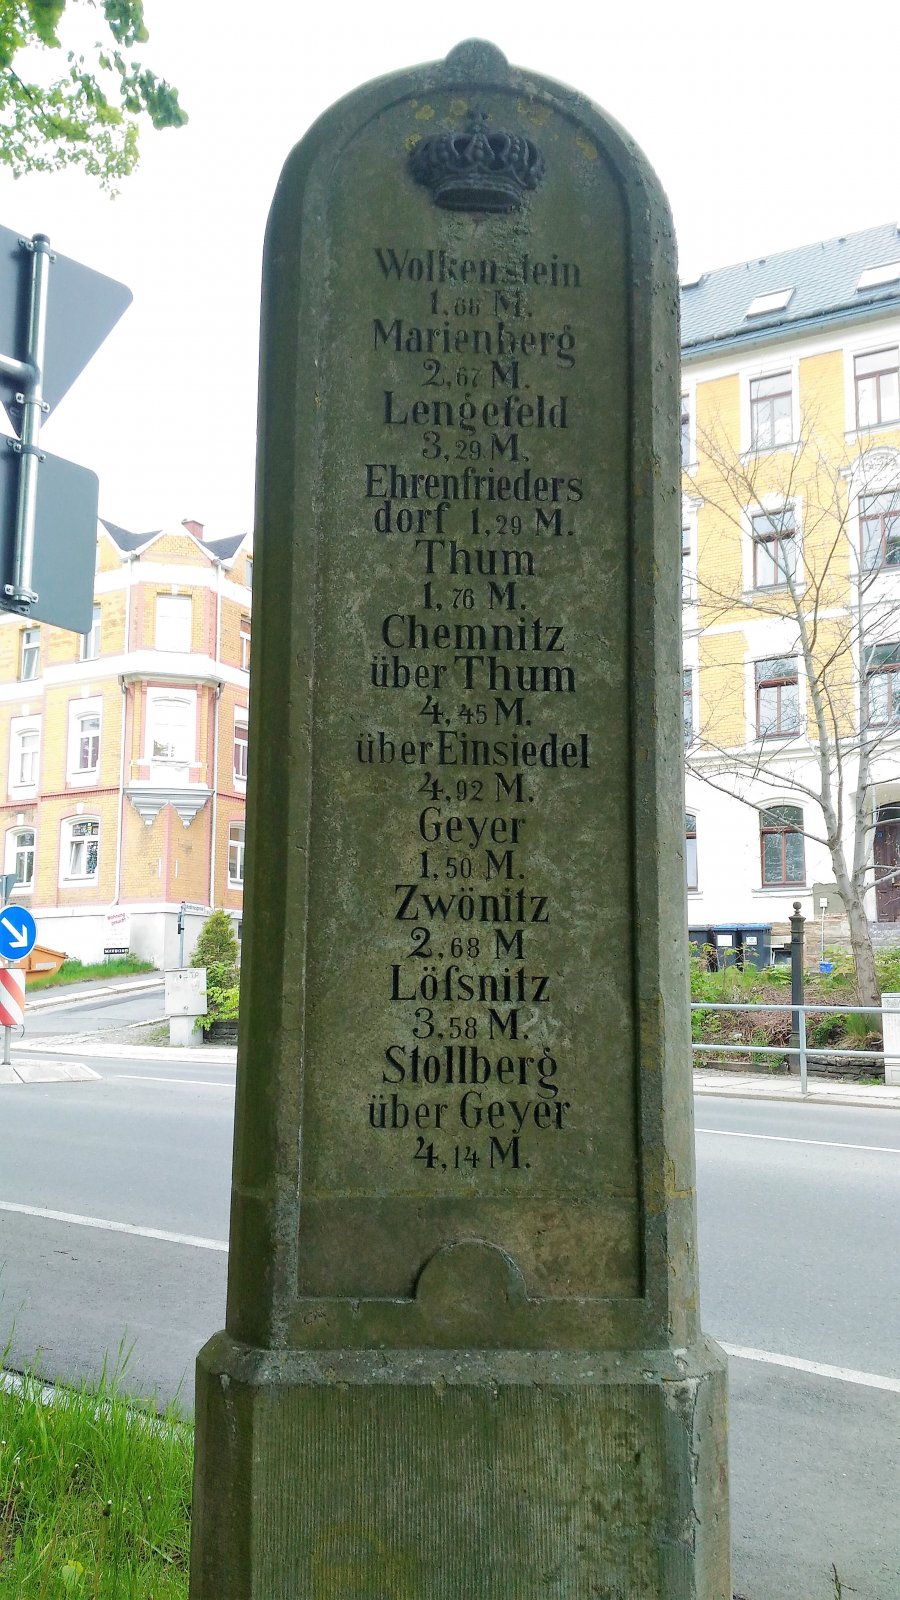 Wolkenstein
1,66 M.
Marienberg
2,67 M.
Lengefeld
3,29 M.
Ehrenfrieders
dorf 1,29 M.
Thum
1,76 M.
Chemnitz
über Thum
4,45 M.
über Einsiedel
4,92 M.
Geyer
1,50 M.
Zwönitz
2,68 M
Löſsnitz
3,58 M.
Stollberg
über Geyer
4,14 M.